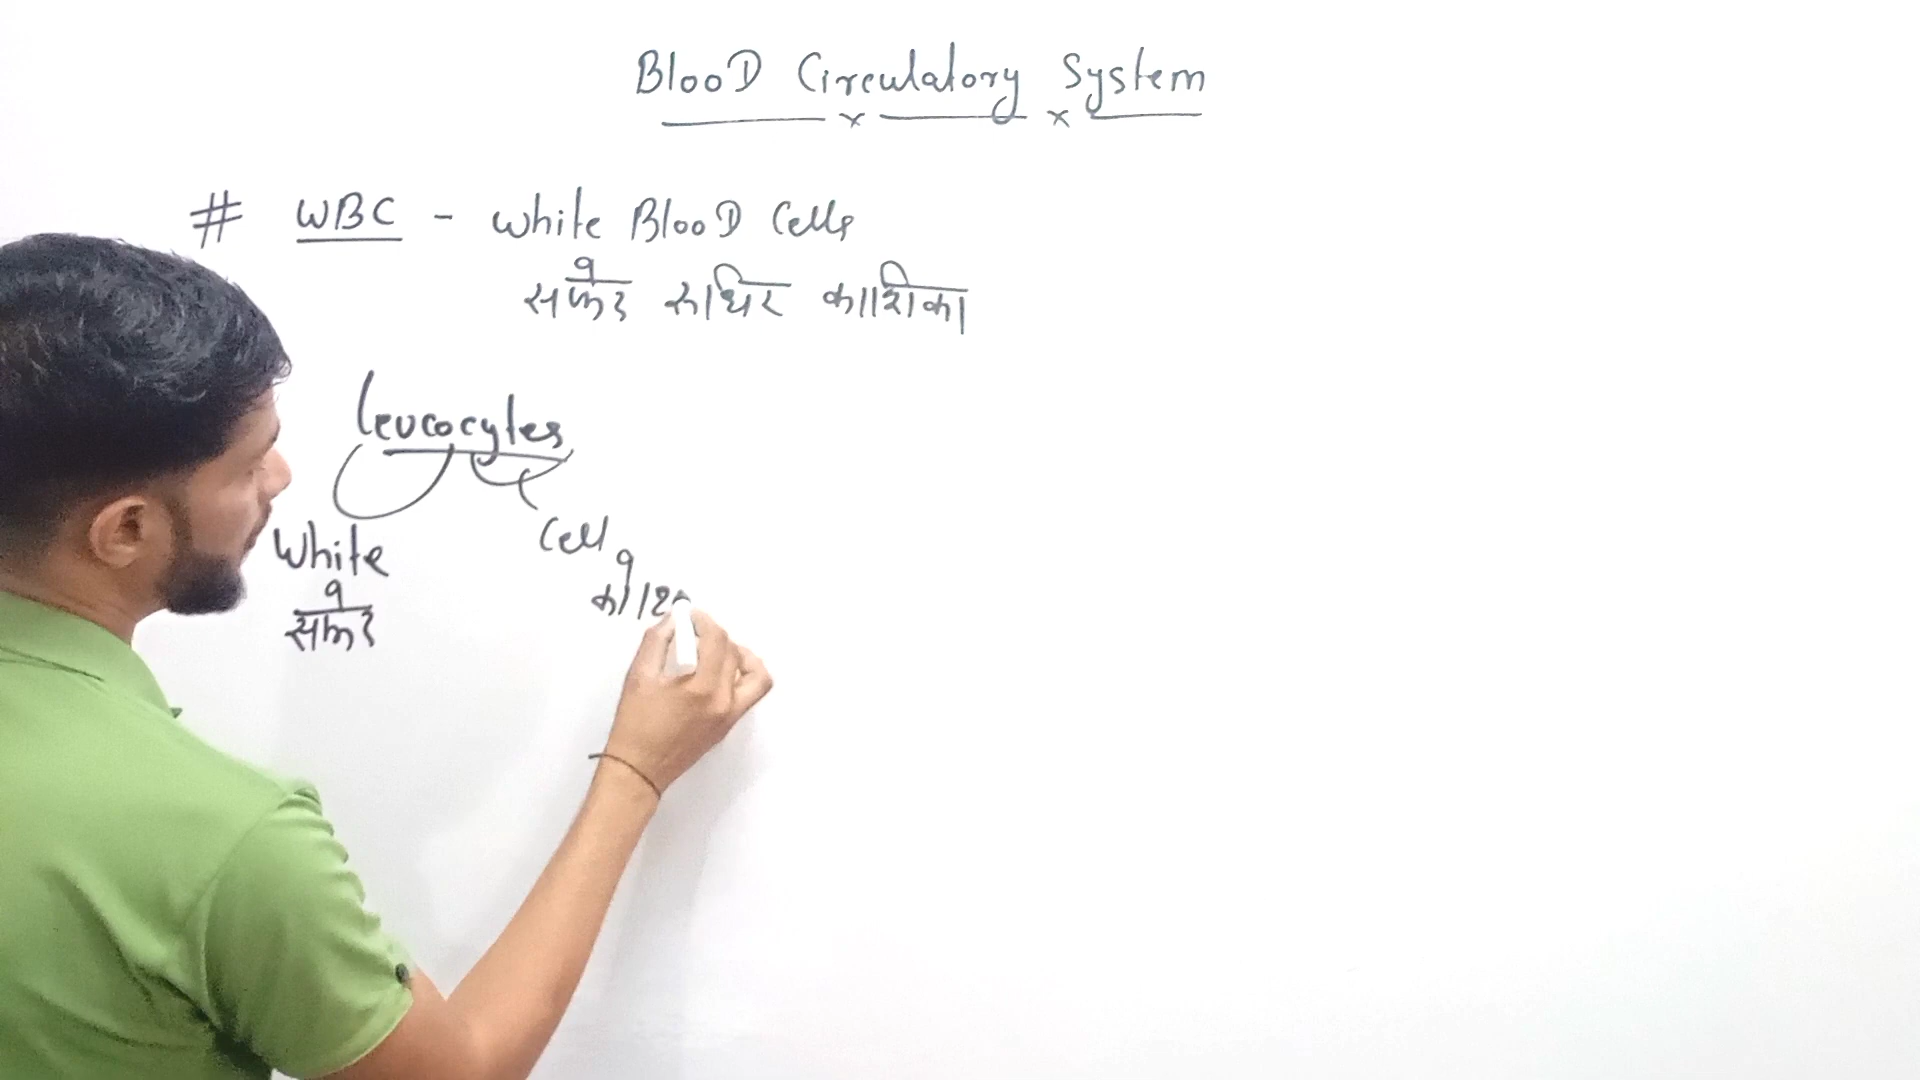 BlooD Circulatory System
# WBC - White BlooD Cells
सफेद रुधिर कोशिका
Leucocytes
White Cell
सफेद